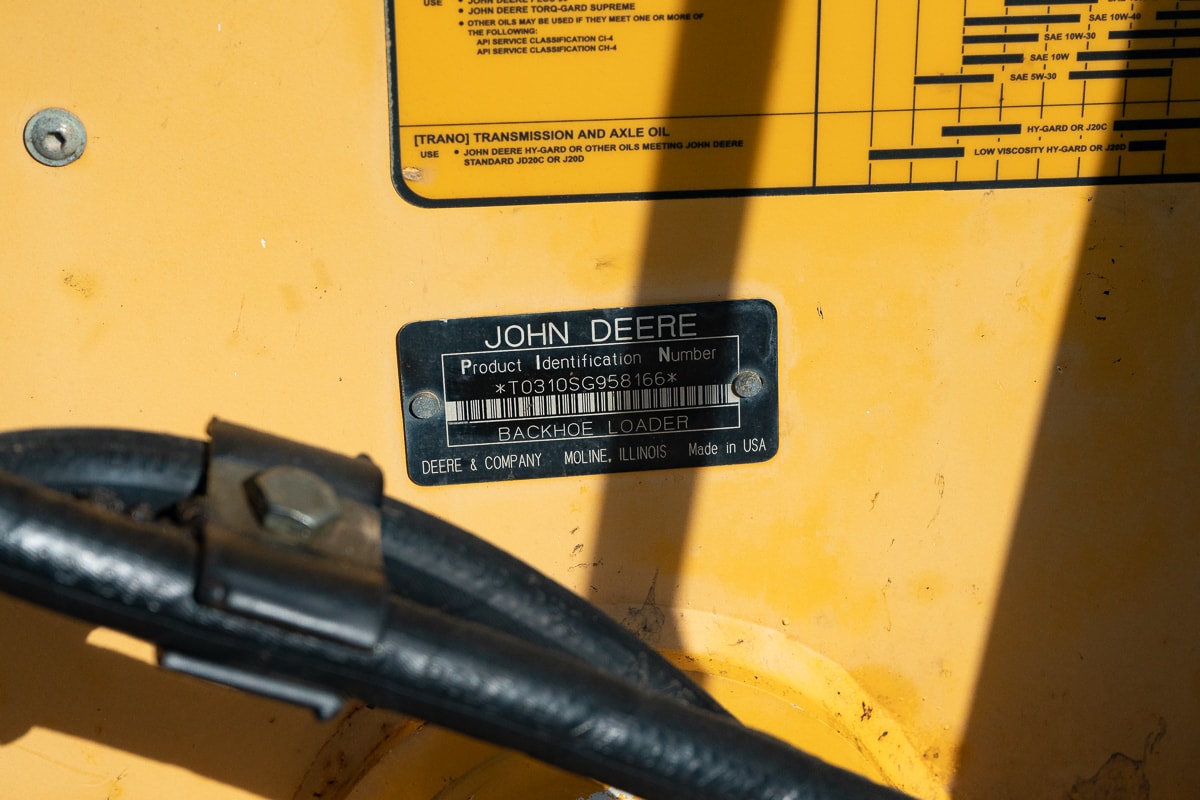 USE
• JOHN DEERE TORQ-GARD SUPREME
• OTHER OILS MAY BE USED IF THEY MEET ONE OR MORE OF
THE FOLLOWING:
API SERVICE CLASSIFICATION CI-4
API SERVICE CLASSIFICATION CH-4
SAE 10W-40
SAE 10W-30
SAE 10W
SAE 5W-30
[TRANO] TRANSMISSION AND AXLE OIL
USE • JOHN DEERE HY-GARD OR OTHER OILS MEETING JOHN DEERE
STANDARD JD20C OR J20D
HY-GARD OR J20C
LOW VISCOSITY HY-GARD OR J20D
JOHN DEERE
Product Identification Number
*T0310SG958166*
BACKHOE LOADER
DEERE & COMPANY MOLINE, ILLINOIS Made in USA